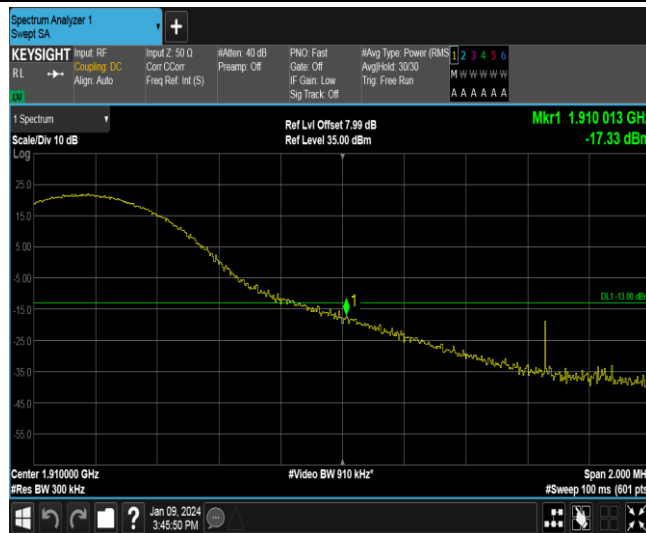 Spectrum Analyzer 1
Swept SA
+
KEYSIGHT Input: RF Input Z: 50 Ω #Atten: 40 dB PNO: Fast #Avg Type: Power (RMS 1 2 3 4 5 6
RL Coupling: DC Corr CCorr Preamp: Off Gate: Off Avg|Hold: 30/30 M W W W W W
Align: Auto Freq Ref: Int (S) IF Gain: Low Trig: Free Run
Sig Track: Off A A A A A A
1 Spectrum Ref Lvl Offset 7.99 dB Mkr1 1.910 013 GHz
Scale/Div 10 dB Ref Level 35.00 dBm -17.33 dBm
Log
25.0
15.0
5.00
-5.00
DL1 -13.00 dBm
1
-15.0
-25.0
-35.0
-45.0
-55.0
Center 1.910000 GHz #Video BW 910 kHz* Span 2.000 MH
#Res BW 300 kHz #Sweep 100 ms (601 pts
? Jan 09, 2024
3:45:50 PM